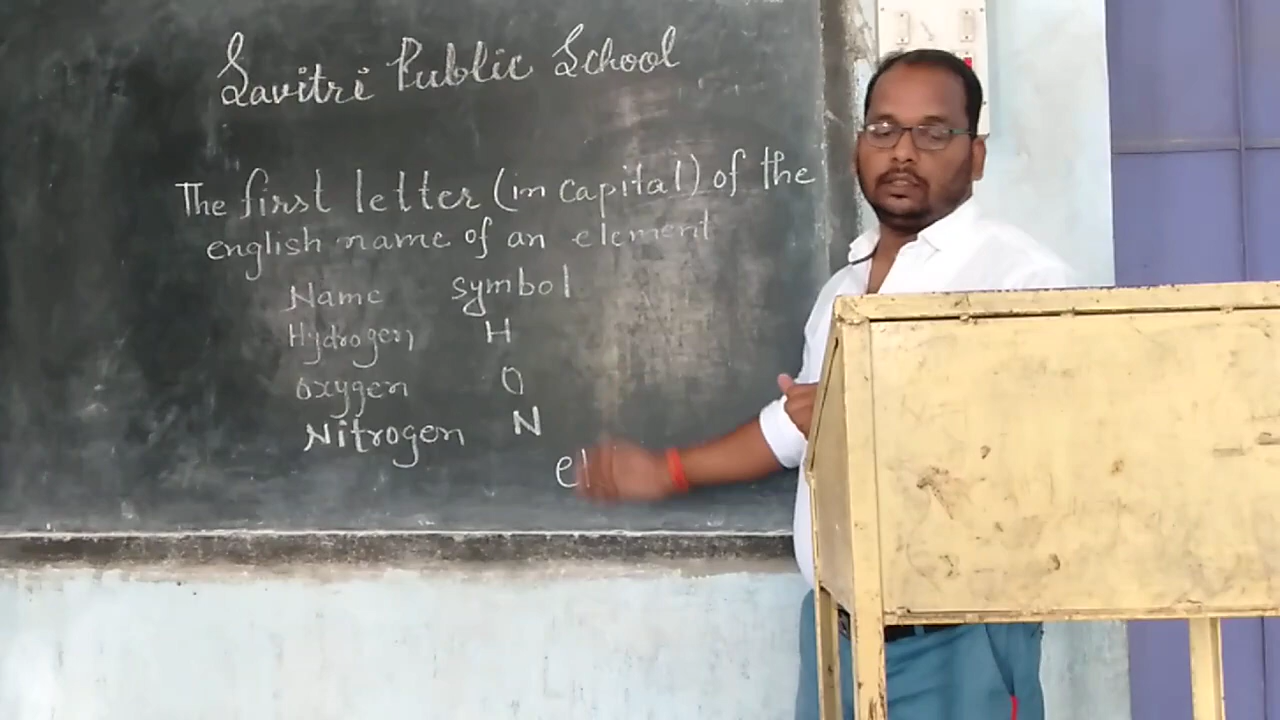 Savitri Public School
The first letter (in capital) of the
english name of an element
Name symbol
Hydrogen H
Oxygen O
Nitrogen N